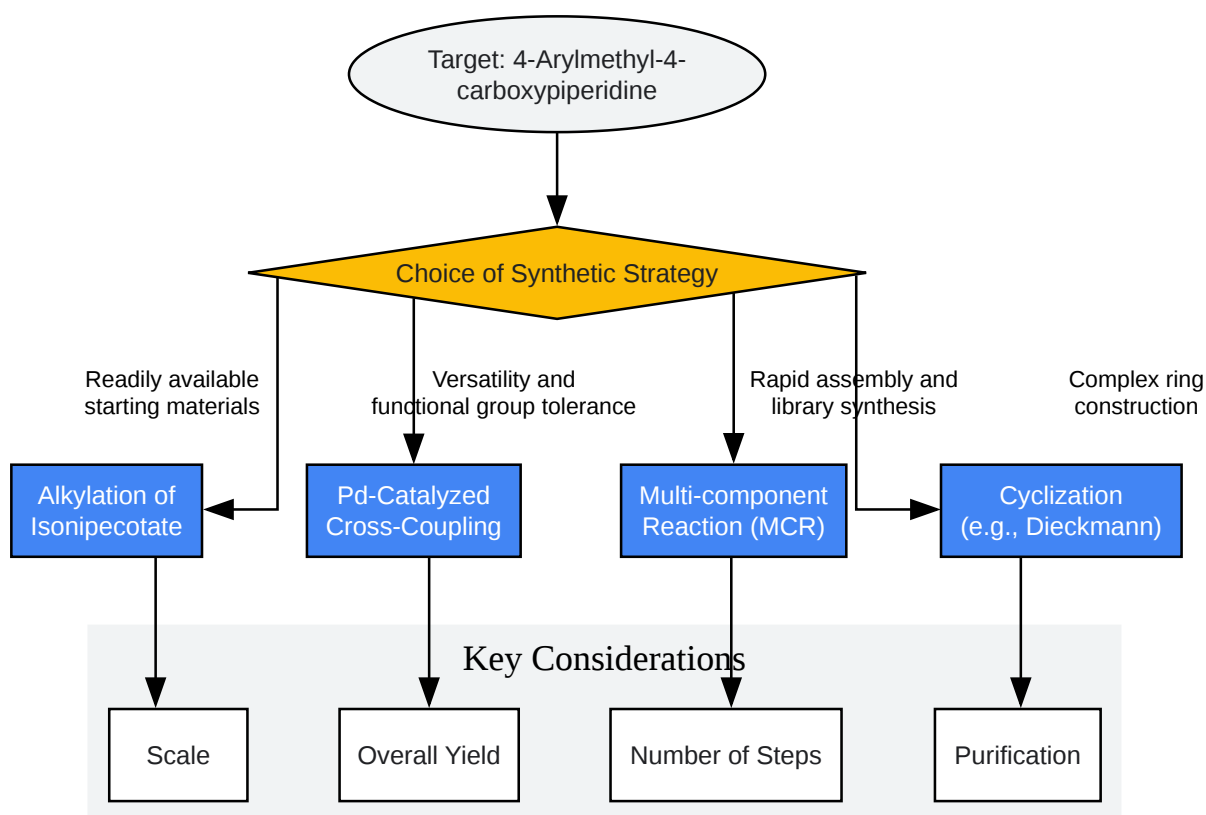 Target: 4-Arylmethyl-4-
carboxypiperidine
Choice of Synthetic Strategy
Readily available
starting materials
Versatility and
functional group tolerance
Rapid assembly and
library synthesis
Complex ring
construction
Alkylation of
Isonipecotate
Pd-Catalyzed
Cross-Coupling
Multi-component
Reaction (MCR)
Cyclization
(e.g., Dieckmann)
Key Considerations
Scale
Overall Yield
Number of Steps
Purification